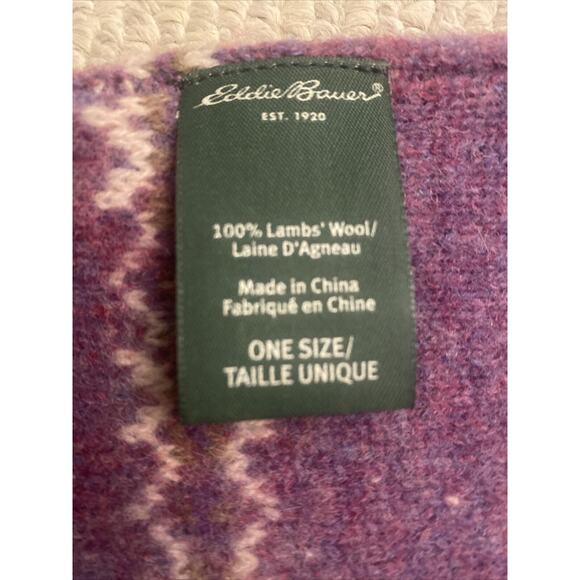 Eddie Bauer®
EST. 1920
100% Lambs' Wool/
Laine D'Agneau
Made in China
Fabriqué en Chine
ONE SIZE/
TAILLE UNIQUE